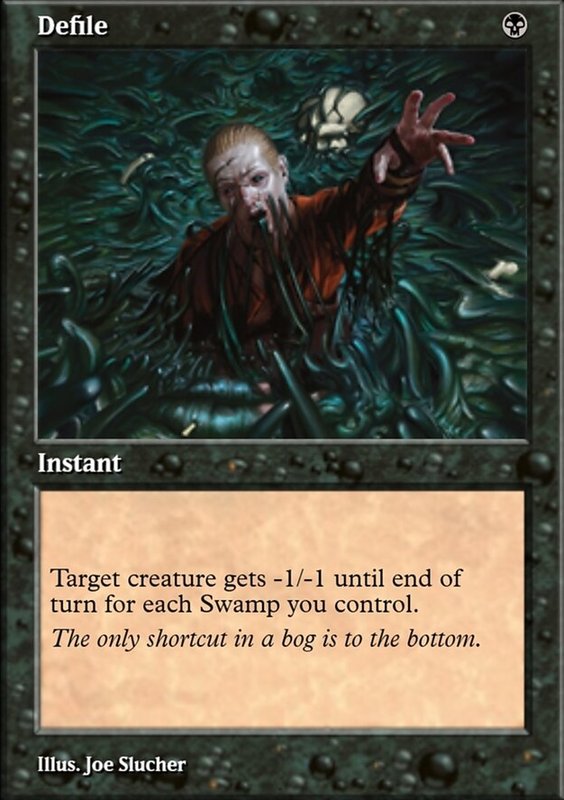 Defile
Instant
Target creature gets -1/-1 until end of
turn for each Swamp you control.
The only shortcut in a bog is to the bottom.
Illus. Joe Slucher